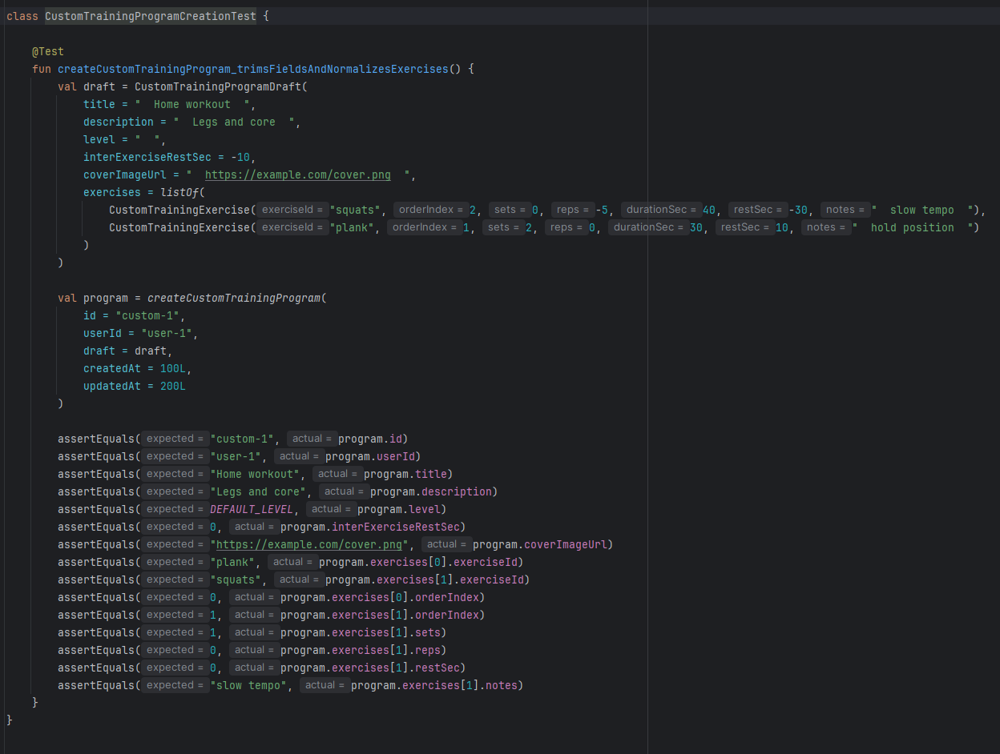 class CustomTrainingProgramCreationTest {
@Test
fun createCustomTrainingProgram_trimsFieldsAndNormalizesExercises() {
val draft = CustomTrainingProgramDraft(
title = "  Home workout  ",
description = "  Legs and core  ",
level = "  ",
interExerciseRestSec = -10,
coverImageUrl = "  https://example.com/cover.png  ",
exercises = listOf(
CustomTrainingExercise( exerciseId = "squats", orderIndex = 2, sets = 0, reps = -5, durationSec = 40, restSec = -30, notes = "  slow tempo  "),
CustomTrainingExercise( exerciseId = "plank", orderIndex = 1, sets = 2, reps = 0, durationSec = 30, restSec = 10, notes = "  hold position  ")
)
)
val program = createCustomTrainingProgram(
id = "custom-1",
userId = "user-1",
draft = draft,
createdAt = 100L,
updatedAt = 200L
)
assertEquals( expected = "custom-1", actual = program.id)
assertEquals( expected = "user-1", actual = program.userId)
assertEquals( expected = "Home workout", actual = program.title)
assertEquals( expected = "Legs and core", actual = program.description)
assertEquals( expected = DEFAULT_LEVEL, actual = program.level)
assertEquals( expected = 0, actual = program.interExerciseRestSec)
assertEquals( expected = "https://example.com/cover.png", actual = program.coverImageUrl)
assertEquals( expected = "plank", actual = program.exercises[0].exerciseId)
assertEquals( expected = "squats", actual = program.exercises[1].exerciseId)
assertEquals( expected = 0, actual = program.exercises[0].orderIndex)
assertEquals( expected = 1, actual = program.exercises[1].orderIndex)
assertEquals( expected = 1, actual = program.exercises[1].sets)
assertEquals( expected = 0, actual = program.exercises[1].reps)
assertEquals( expected = 0, actual = program.exercises[1].restSec)
assertEquals( expected = "slow tempo", actual = program.exercises[1].notes)
}
}